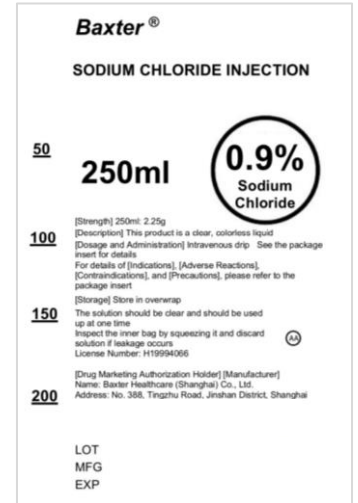 Baxter ®
SODIUM CHLORIDE INJECTION
50
250ml
0.9%
Sodium
Chloride
[Strength] 250ml: 2.25g
100
[Description] This product is a clear, colorless liquid
[Dosage and Administration] Intravenous drip See the package
insert for details
For details of [Indications], [Adverse Reactions],
[Contraindications], and [Precautions], please refer to the
package insert
[Storage] Store in overwrap
150
The solution should be clear and should be used
up at one time
Inspect the inner bag by squeezing it and discard
solution if leakage occurs
AA
License Number: H19994066
[Drug Marketing Authorization Holder] [Manufacturer]
Name: Baxter Healthcare (Shanghai) Co., Ltd.
200
Address: No. 388, Tingzhu Road, Jinshan District, Shanghai
LOT
MFG
EXP